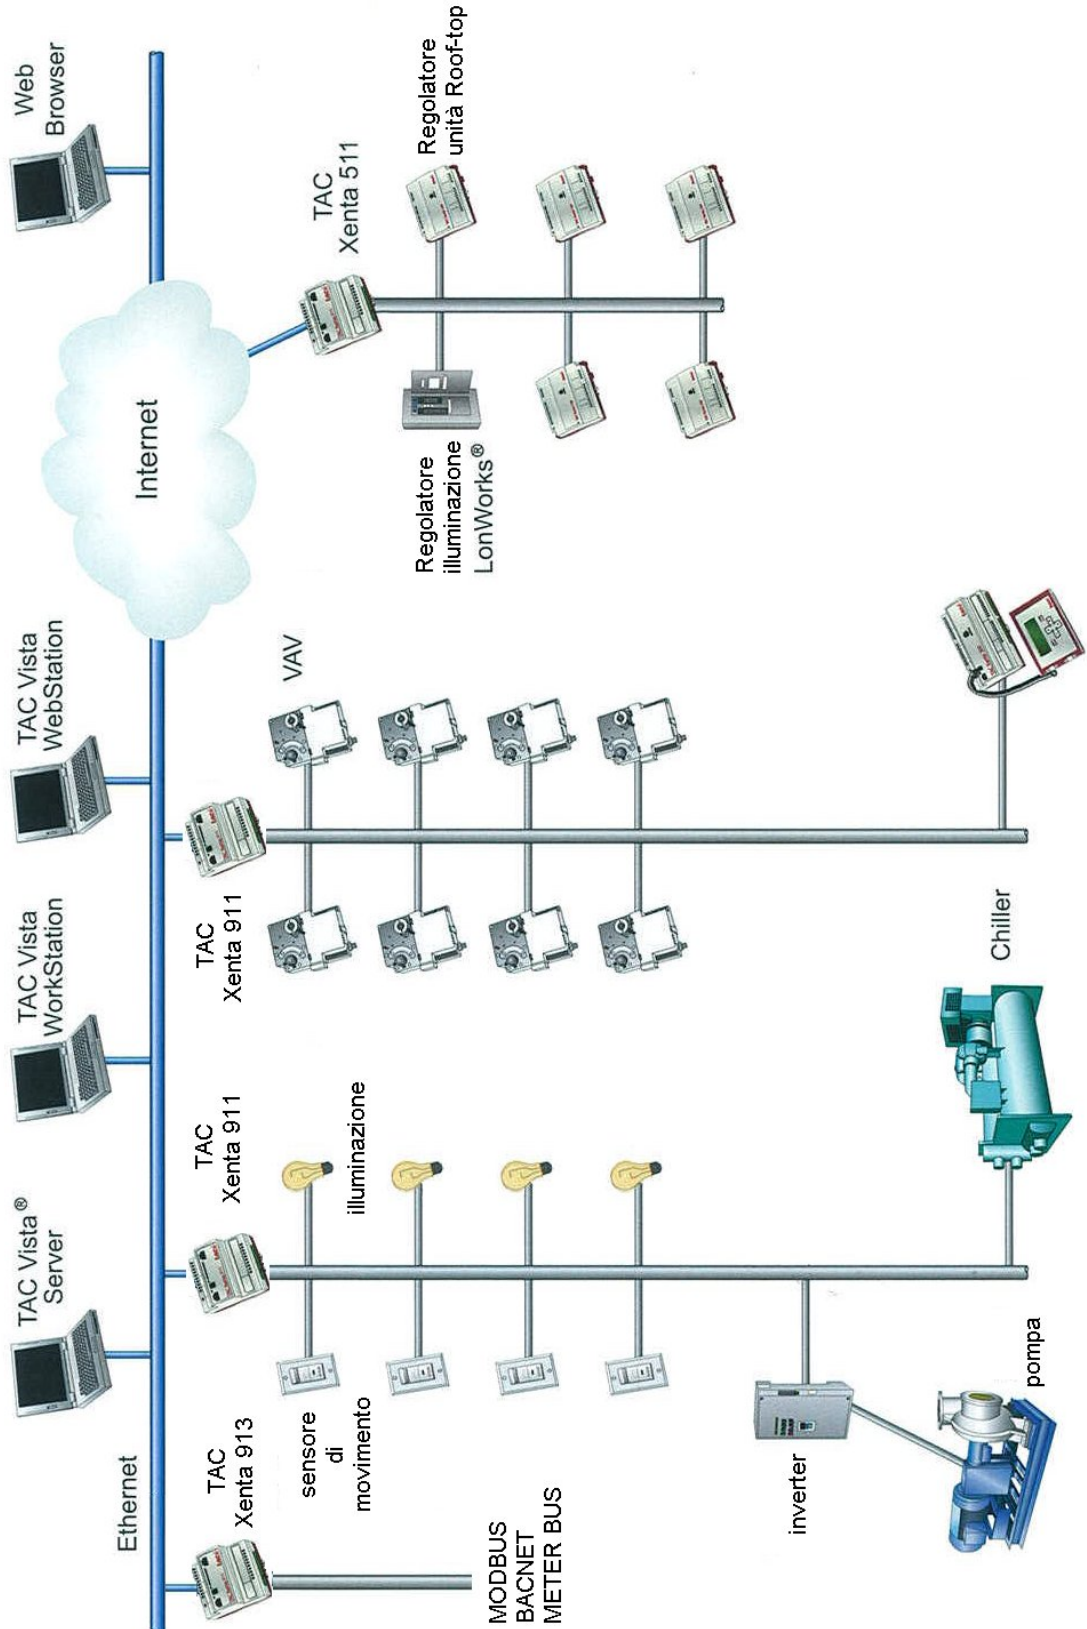 TAC Vista®
Server
TAC Vista
WorkStation
TAC Vista
WebStation
Web
Browser
Ethernet
Internet
TAC
Xenta 913
TAC
Xenta 911
TAC
Xenta 911
TAC
Xenta 511
MODBUS
BACNET
METER BUS
sensore
di
movimento
illuminazione
VAV
Regolatore
illuminazione
LonWorks®
Regolatore
unità Roof-top
inverter
pompa
Chiller